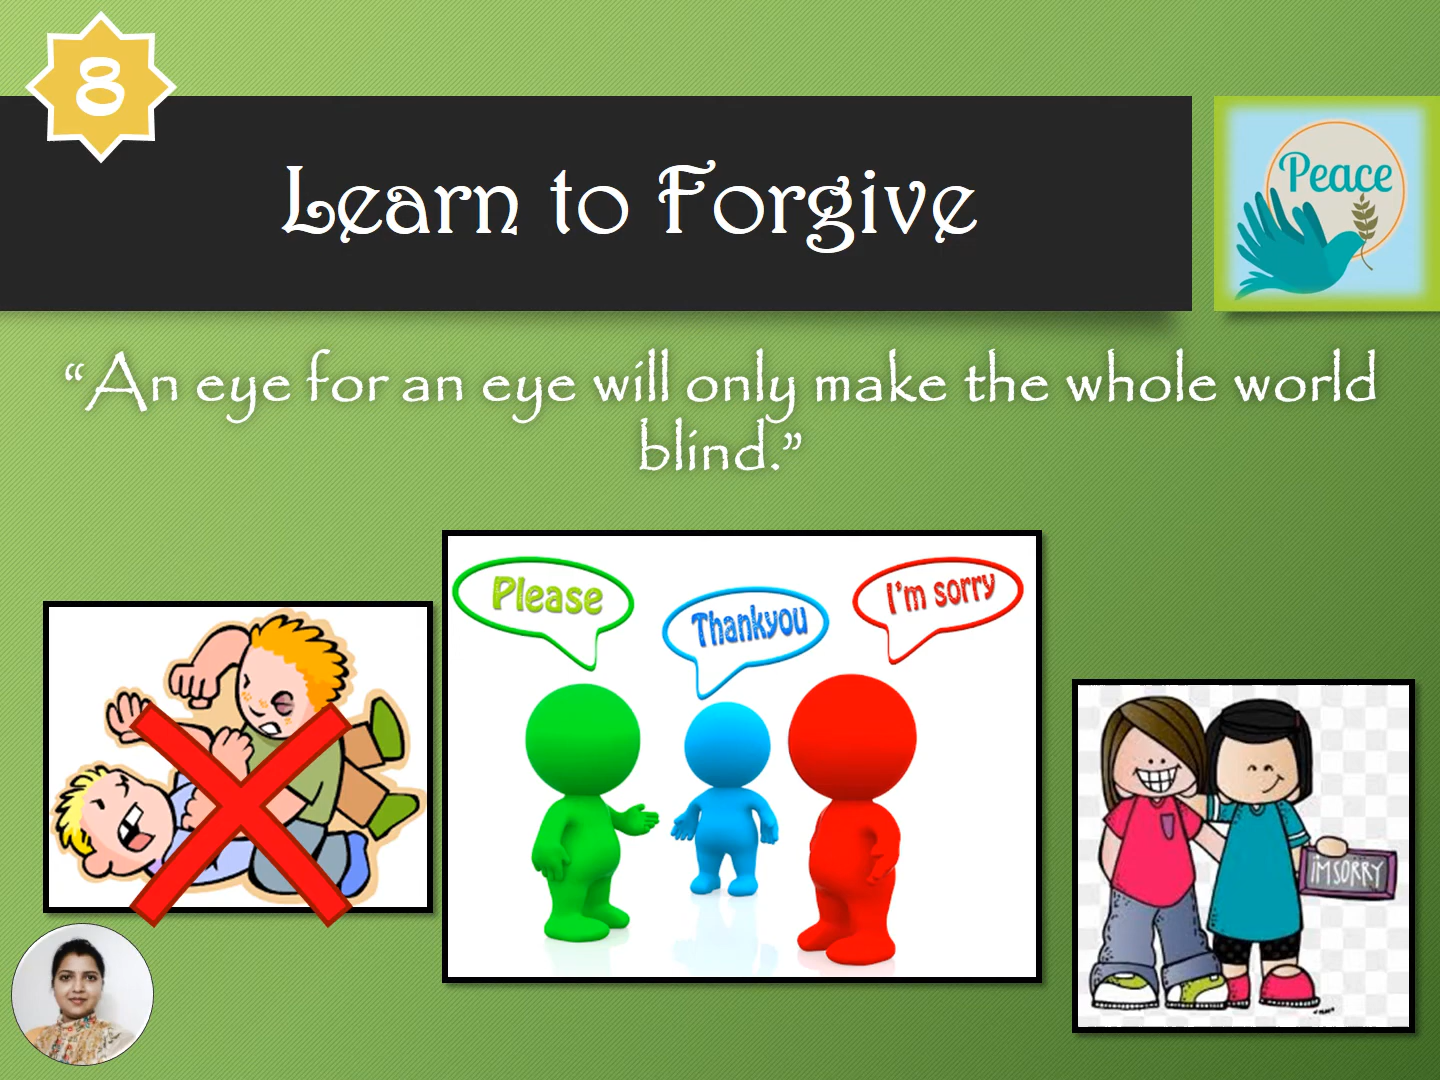 8
Learn to Forgive
Peace
“An eye for an eye will only make the whole world
blind.”
Please
Thankyou
I'm sorry
I'M SORRY